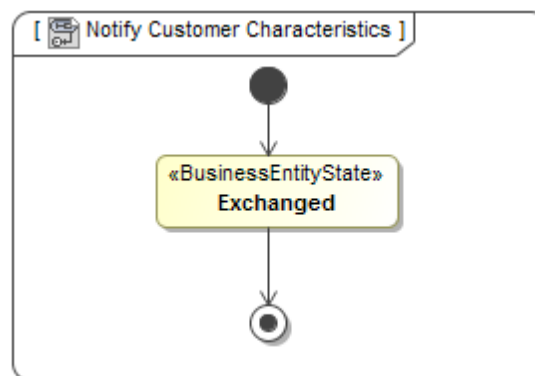 [ Notify Customer Characteristics ]
«BusinessEntityState»
Exchanged